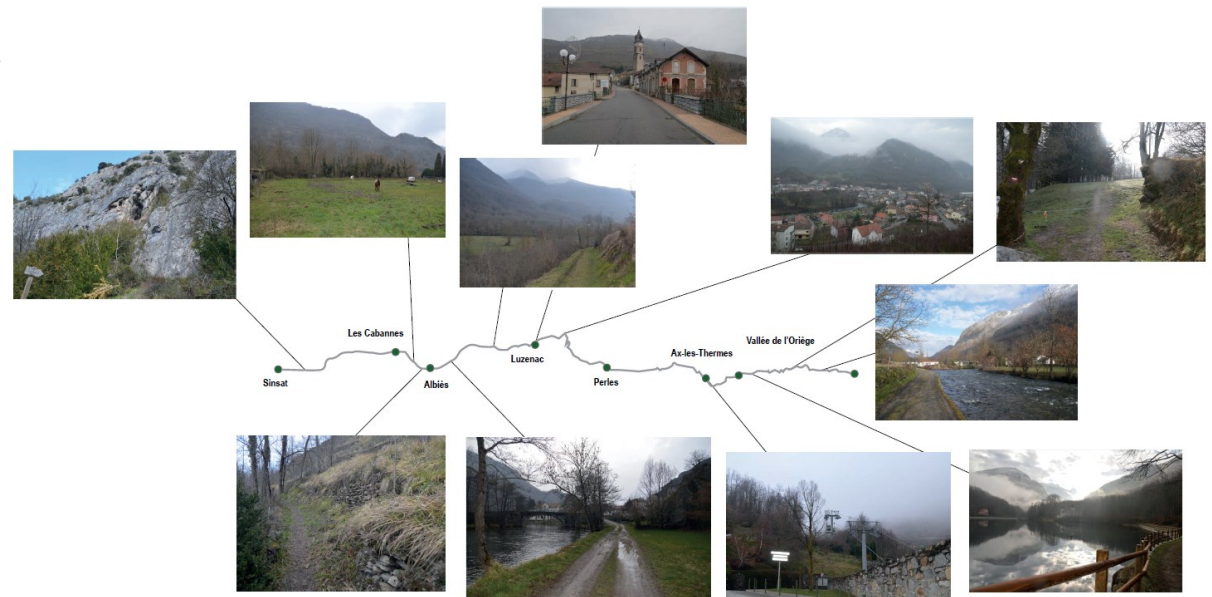 Sinsat
Les Cabannes
Albiès
Luzenac
Perles
Ax-les-Thermes
Vallée de l'Oriège